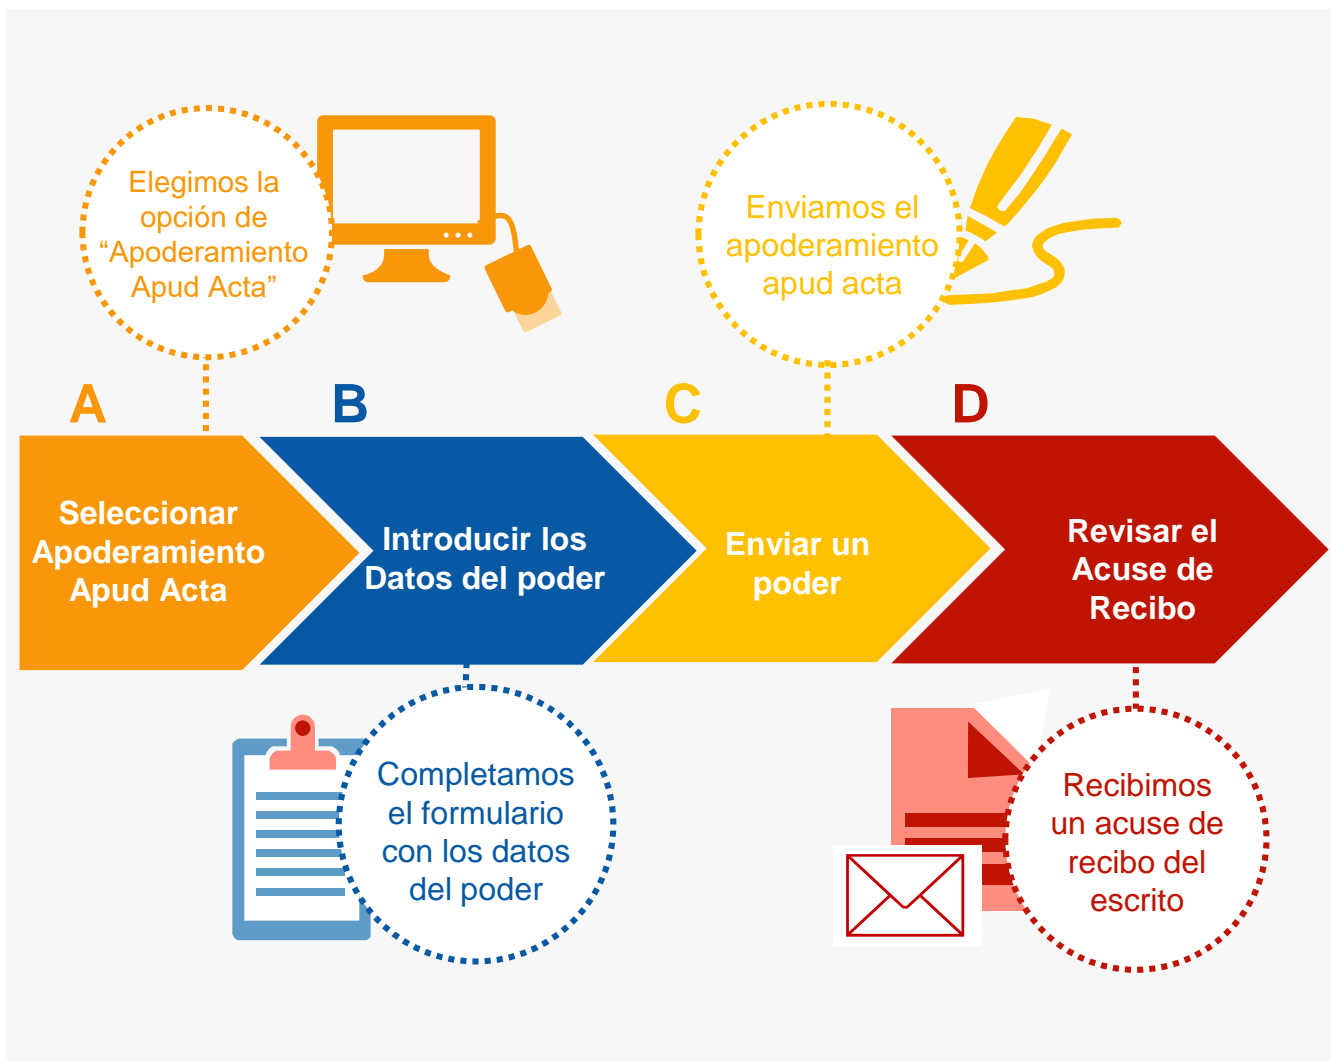 Elegimos la
opción de
“Apoderamiento
Apud Acta”
Enviamos el
apoderamiento
apud acta
A
B
C
D
Seleccionar
Apoderamiento
Apud Acta
Introducir los
Datos del poder
Enviar un
poder
Revisar el
Acuse de
Recibo
Completamos
el formulario
con los datos
del poder
Recibimos
un acuse de
recibo del
escrito